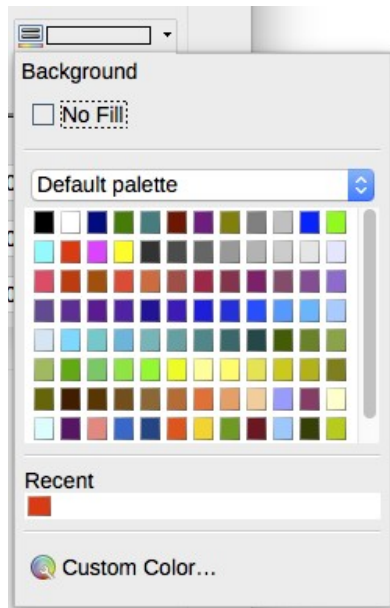 Background
No Fill
Default palette
Recent
Custom Color...